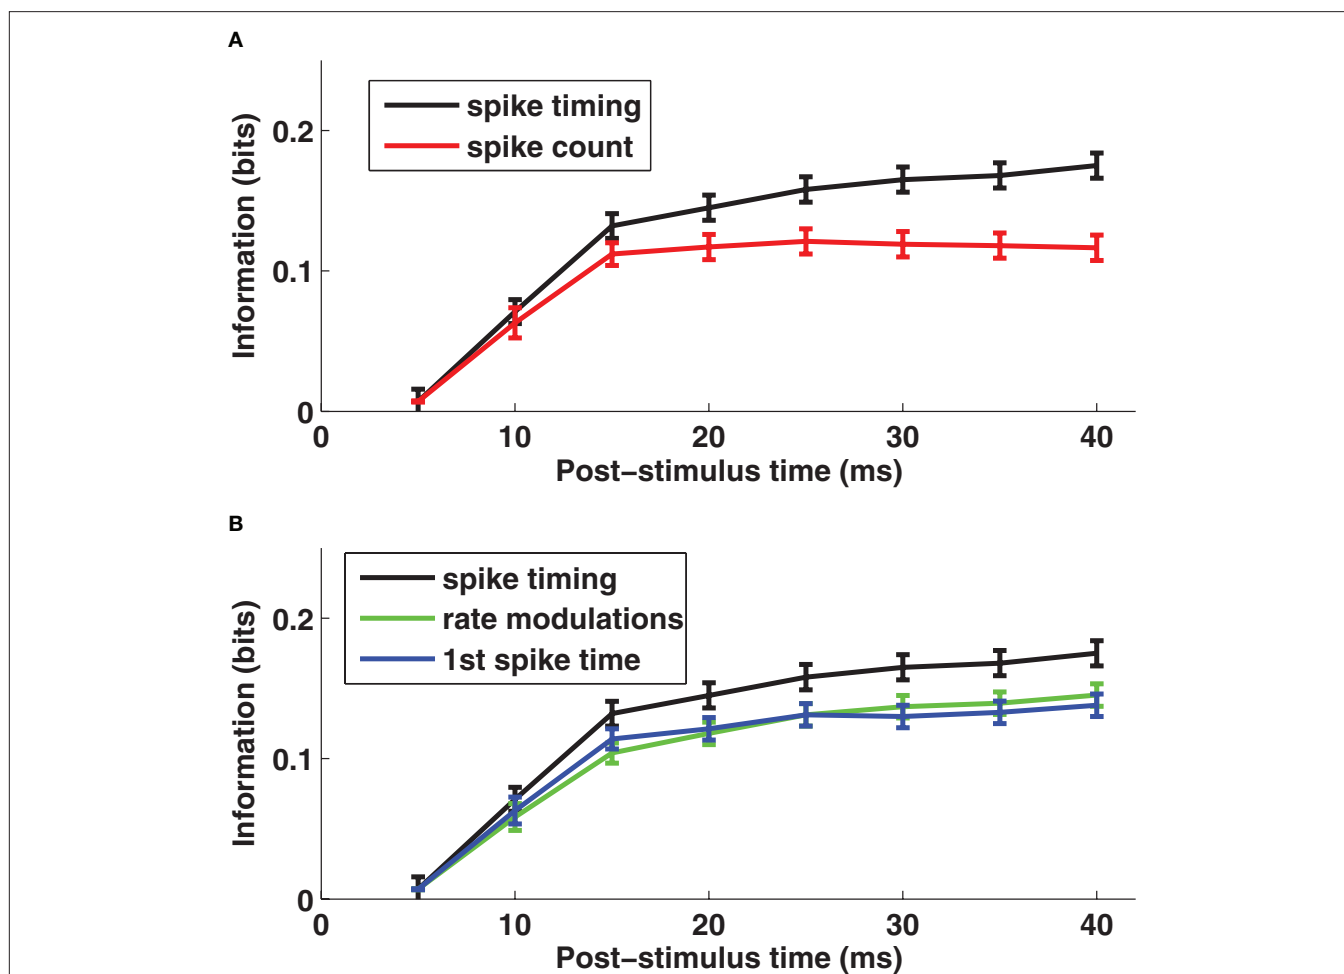 A
spike timing
spike count
Information (bits)
0.2
0.1
0
0 10 20 30 40
Post–stimulus time (ms)
B
spike timing
rate modulations
1st spike time
Information (bits)
0.2
0.1
0
0 10 20 30 40
Post–stimulus time (ms)